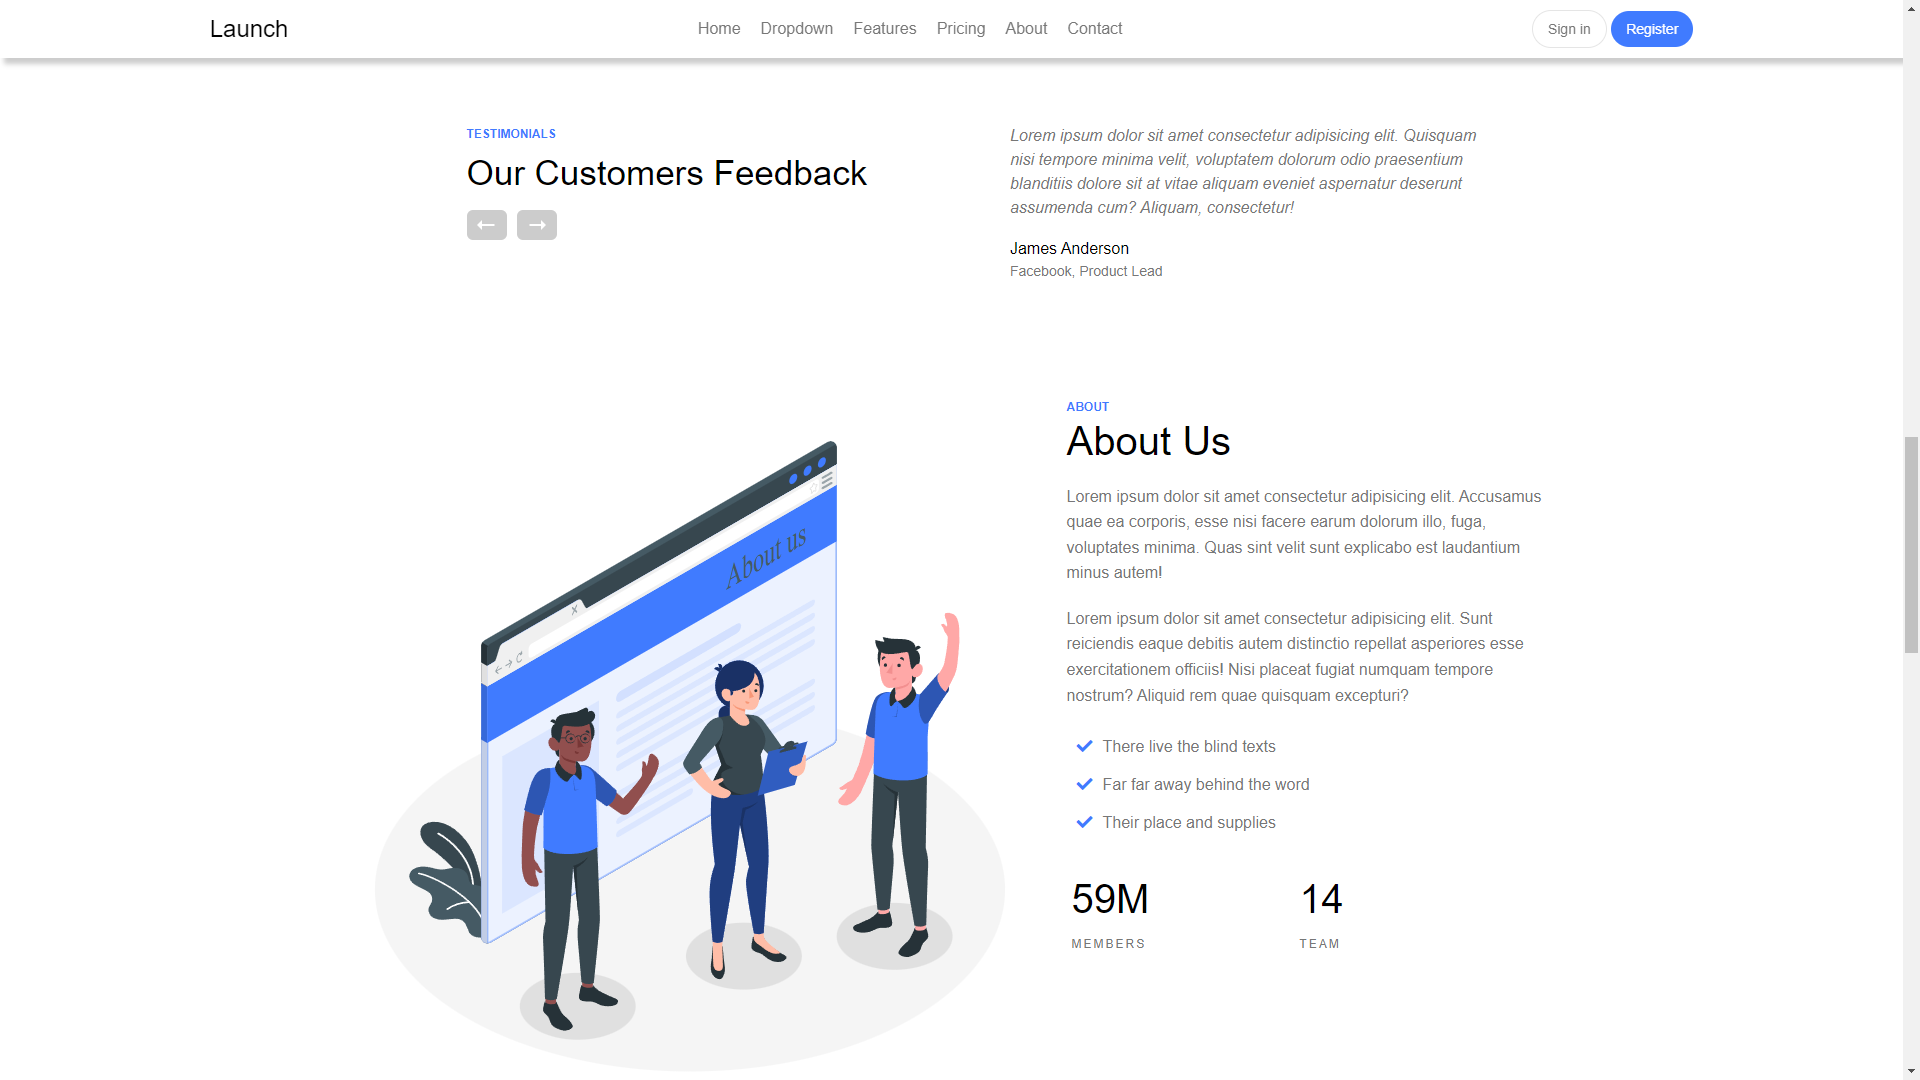 Launch
Home Dropdown Features Pricing About Contact
Sign in Register
TESTIMONIALS
Our Customers Feedback
Lorem ipsum dolor sit amet consectetur adipisicing elit. Quisquam
nisi tempore minima velit, voluptatem dolorum odio praesentium
blanditiis dolore sit at vitae aliquam eveniet aspernatur deserunt
assumenda cum? Aliquam, consectetur!
James Anderson
Facebook, Product Lead
About us
ABOUT
About Us
Lorem ipsum dolor sit amet consectetur adipisicing elit. Accusamus
quae ea corporis, esse nisi facere earum dolorum illo, fuga,
voluptates minima. Quas sint velit sunt explicabo est laudantium
minus autem!
Lorem ipsum dolor sit amet consectetur adipisicing elit. Sunt
reiciendis eaque debitis autem distinctio repellat asperiores esse
exercitationem officiis! Nisi placeat fugiat numquam tempore
nostrum? Aliquid rem quae quisquam excepturi?
There live the blind texts
Far far away behind the word
Their place and supplies
59M 14
MEMBERS TEAM